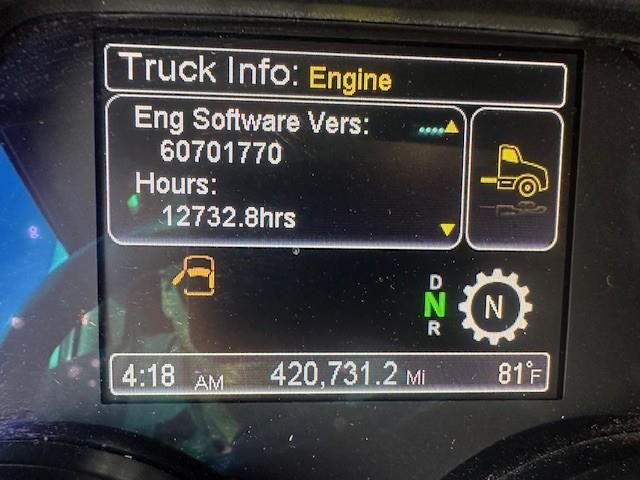 Truck Info: Engine
Eng Software Vers:
60701770
Hours:
12732.8hrs
D
N
R
N
4:18 AM 420,731.2 Mi 81°F